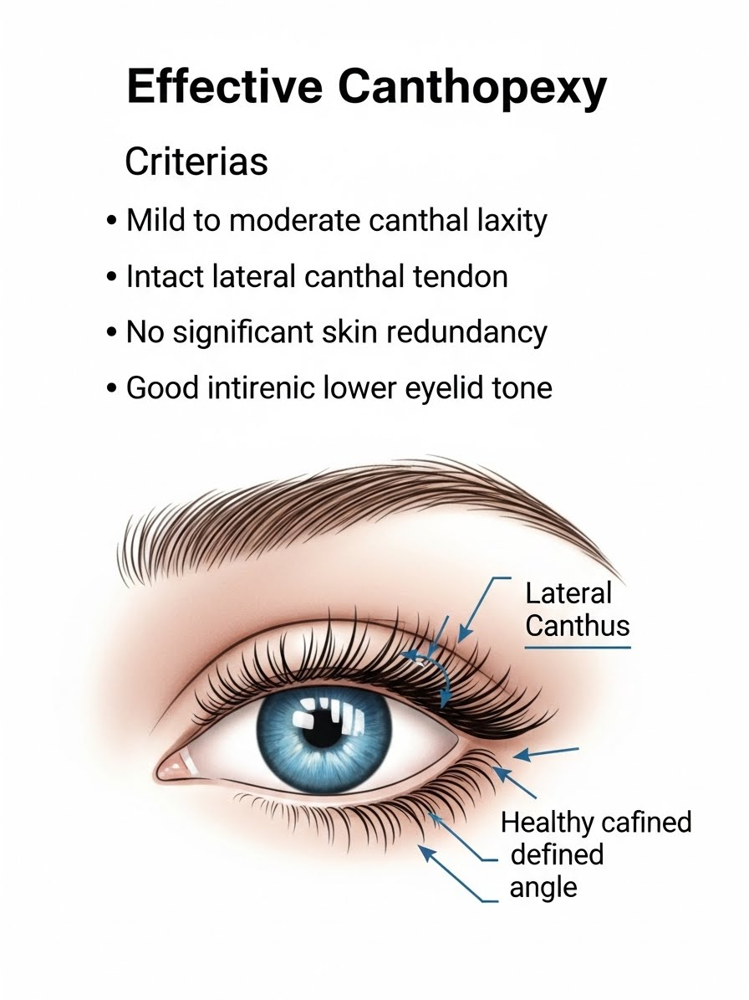 Effective Canthopexy
Criterias
• Mild to moderate canthal laxity
• Intact lateral canthal tendon
• No significant skin redundancy
• Good intirenic lower eyelid tone
Lateral
Canthus
Healthy cafined
defined
angle